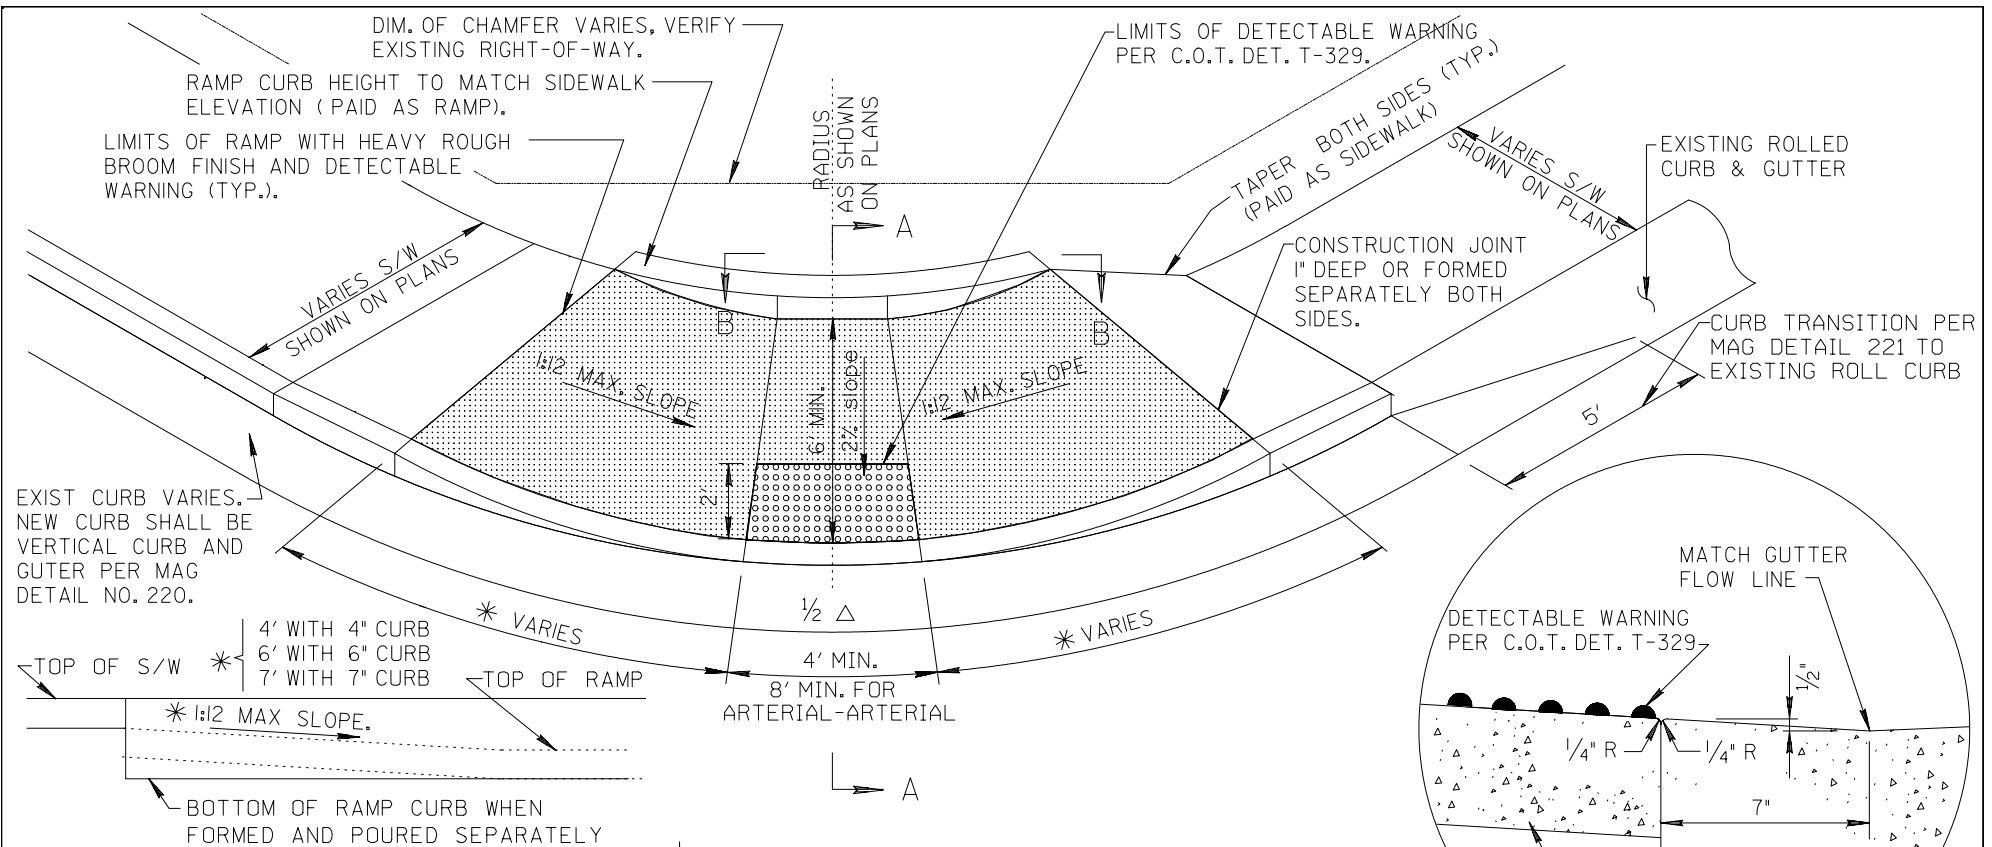 DIM. OF CHAMFER VARIES, VERIFY
EXISTING RIGHT-OF-WAY.
LIMITS OF DETECTABLE WARNING
PER C.O.T. DET. T-329.
RAMP CURB HEIGHT TO MATCH SIDEWALK
ELEVATION (PAID AS RAMP).
LIMITS OF RAMP WITH HEAVY ROUGH
BROOM FINISH AND DETECTABLE
WARNING (TYP.).
RADIUS
AS SHOWN
ON PLANS
TAPER BOTH SIDES (TYP.)
(PAID AS SIDEWALK)
VARIES S/W
SHOWN ON PLANS
EXISTING ROLLED
CURB & GUTTER
A
VARIES S/W
SHOWN ON PLANS
B
B
CONSTRUCTION JOINT
1" DEEP OR FORMED
SEPARATELY BOTH
SIDES.
CURB TRANSITION PER
MAG DETAIL 221 TO
EXISTING ROLL CURB
1:12 MAX. SLOPE
6' MIN.
2% slope
1:12 MAX. SLOPE
5'
2'
EXIST CURB VARIES.
NEW CURB SHALL BE
VERTICAL CURB AND
GUTER PER MAG
DETAIL NO. 220.
* VARIES
1/2 △
* VARIES
4' MIN.
8' MIN. FOR
ARTERIAL-ARTERIAL
* 4' WITH 4" CURB
6' WITH 6" CURB
7' WITH 7" CURB
TOP OF S/W
TOP OF RAMP
* 1:12 MAX SLOPE.
BOTTOM OF RAMP CURB WHEN
FORMED AND POURED SEPARATELY
A
MATCH GUTTER
FLOW LINE
DETECTABLE WARNING
PER C.O.T. DET. T-329
1/2"
1/4" R
1/4" R
7"